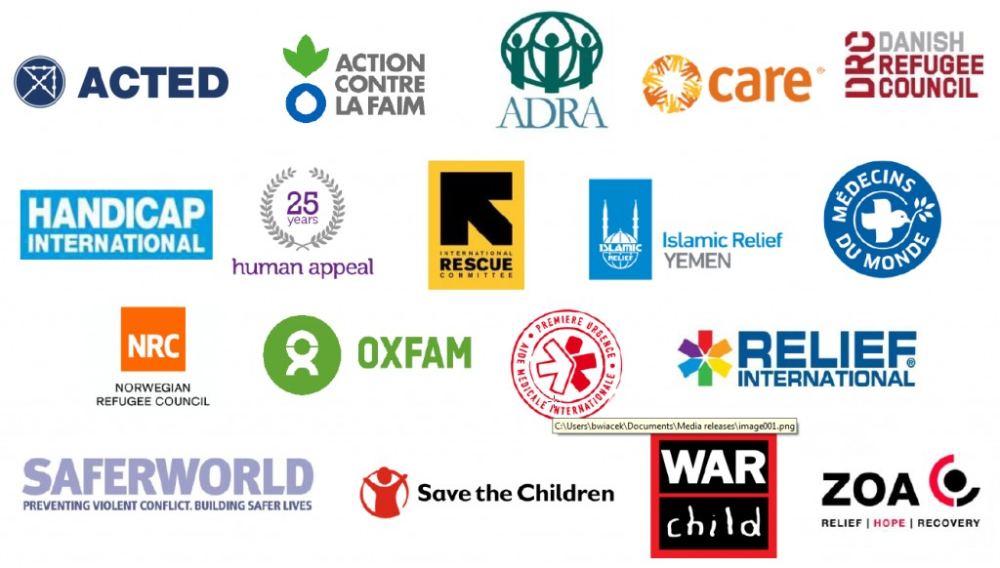 ACTED
ACTION
CONTRE
LA FAIM
ADRA
care®
DRC
DANISH
REFUGEE
COUNCIL
HANDICAP
INTERNATIONAL
25
years
human appeal
INTERNATIONAL
RESCUE
COMMITTEE
ISLAMIC
RELIEF
Islamic Relief
YEMEN
MÉDECINS
DU MONDE
NRC
NORWEGIAN
REFUGEE COUNCIL
OXFAM
PREMIERE URGENCE
AIDE MEDICALE INTERNATIONALE
RELIEF®
INTERNATIONAL
C:\Users\bwiacek\Documents\Media releases\image001.png
SAFERWORLD
PREVENTING VIOLENT CONFLICT. BUILDING SAFER LIVES
Save the Children
WAR
child
ZOA
RELIEF | HOPE | RECOVERY